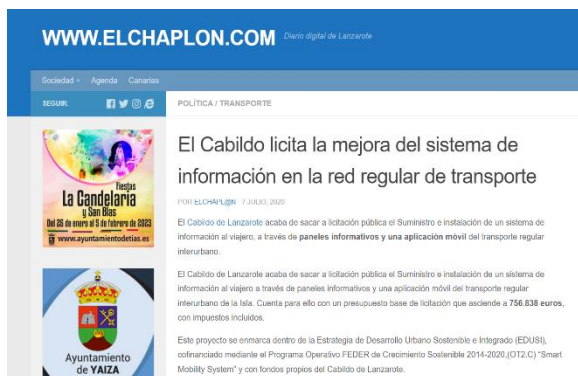 WWW.ELCHAPLON.COM
Diario digital de Lanzarote
Sociedad
Agenda
Canarias
SEGUIR:
POLÍTICA / TRANSPORTE
Fiestas
La Candelaria
y San Blas
Del 26 de enero al 5 de febrero de 2023
www.ayuntamientodetias.es
Ayuntamiento
de YAIZA
El Cabildo licita la mejora del sistema de
información en la red regular de transporte
POR ELCHAPL@N · 7 JULIO, 2020
El Cabildo de Lanzarote acaba de sacar a licitación pública el Suministro e instalación de un sistema de
información al viajero, a través de paneles informativos y una aplicación móvil del transporte regular
interurbano.
El Cabildo de Lanzarote acaba de sacar a licitación pública el Suministro e instalación de un sistema de
información al viajero a través de paneles informativos y una aplicación móvil del transporte regular
interurbano de la Isla. Cuenta para ello con un presupuesto base de licitación que asciende a 756.838 euros,
con impuestos incluidos.
Este proyecto se enmarca dentro de la Estrategia de Desarrollo Urbano Sostenible e Integrado (EDUSI),
cofinanciado mediante el Programa Operativo FEDER de Crecimiento Sostenible 2014-2020,(OT2.C) "Smart
Mobility System" y con fondos propios del Cabildo de Lanzarote.